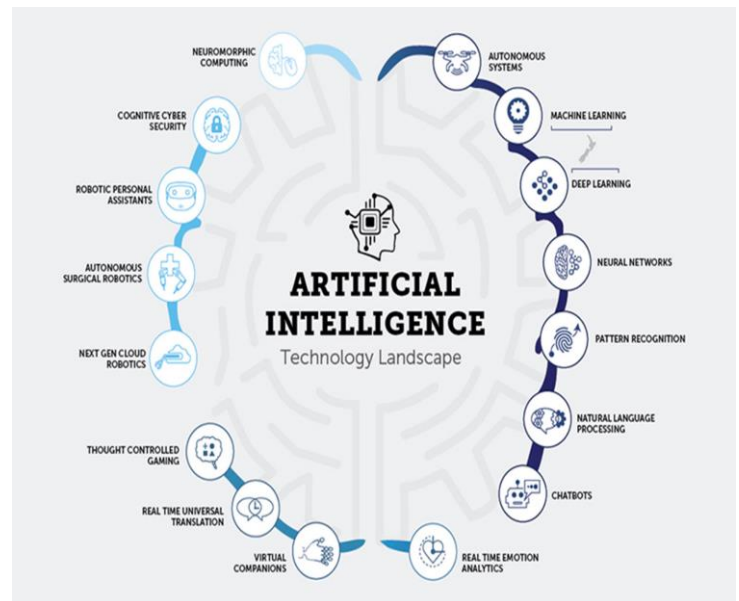 NEUROMORPHIC
COMPUTING
COGNITIVE CYBER
SECURITY
ROBOTIC PERSONAL
ASSISTANTS
AUTONOMOUS
SURGICAL ROBOTICS
NEXT GEN CLOUD
ROBOTICS
THOUGHT CONTROLLED
GAMING
REAL TIME UNIVERSAL
TRANSLATION
VIRTUAL
COMPANIONS
ARTIFICIAL
INTELLIGENCE
Technology Landscape
AUTONOMOUS
SYSTEMS
MACHINE LEARNING
DEEP LEARNING
NEURAL NETWORKS
PATTERN RECOGNITION
NATURAL LANGUAGE
PROCESSING
CHATBOTS
REAL TIME EMOTION
ANALYTICS